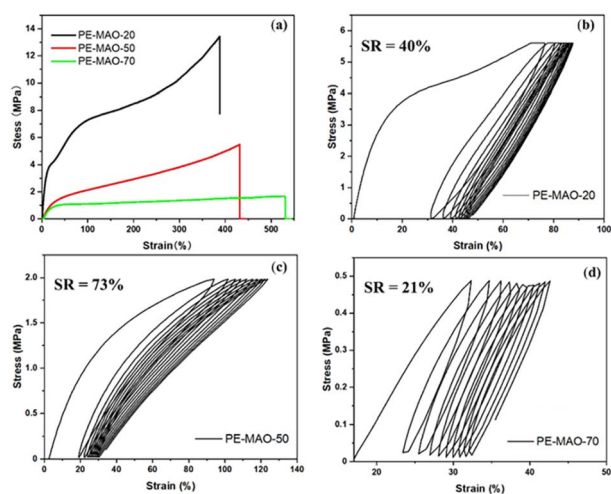 (a)
PE-MAO-20
PE-MAO-50
PE-MAO-70
Stess (MPa)
14
12
10
8
6
4
2
0
0 100 200 300 400 500
Strain(%)
(b)
SR = 40%
Stress (MPa)
6
5
4
3
2
1
0
PE-MAO-20
0 20 40 60 80 100
Strain (%)
(c)
SR = 73%
Stress (MPa)
2.0
1.5
1.0
0.5
0
PE-MAO-50
0 20 40 60 80 100 120 140
Strain (%)
(d)
SR = 21%
Stress (MPa)
0.5
0.4
0.3
0.2
0.1
0.0
PE-MAO-70
20 30 40 50
Strain (%)